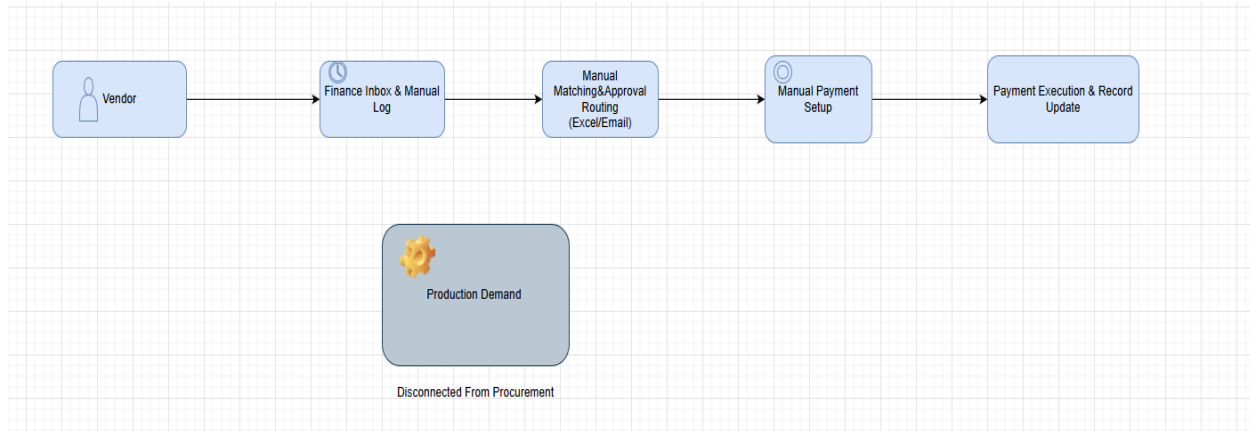 Vendor
Finance Inbox & Manual
Log
Manual
Matching&Approval
Routing
(Excel/Email)
Manual Payment
Setup
Payment Execution & Record
Update
Production Demand
Disconnected From Procurement